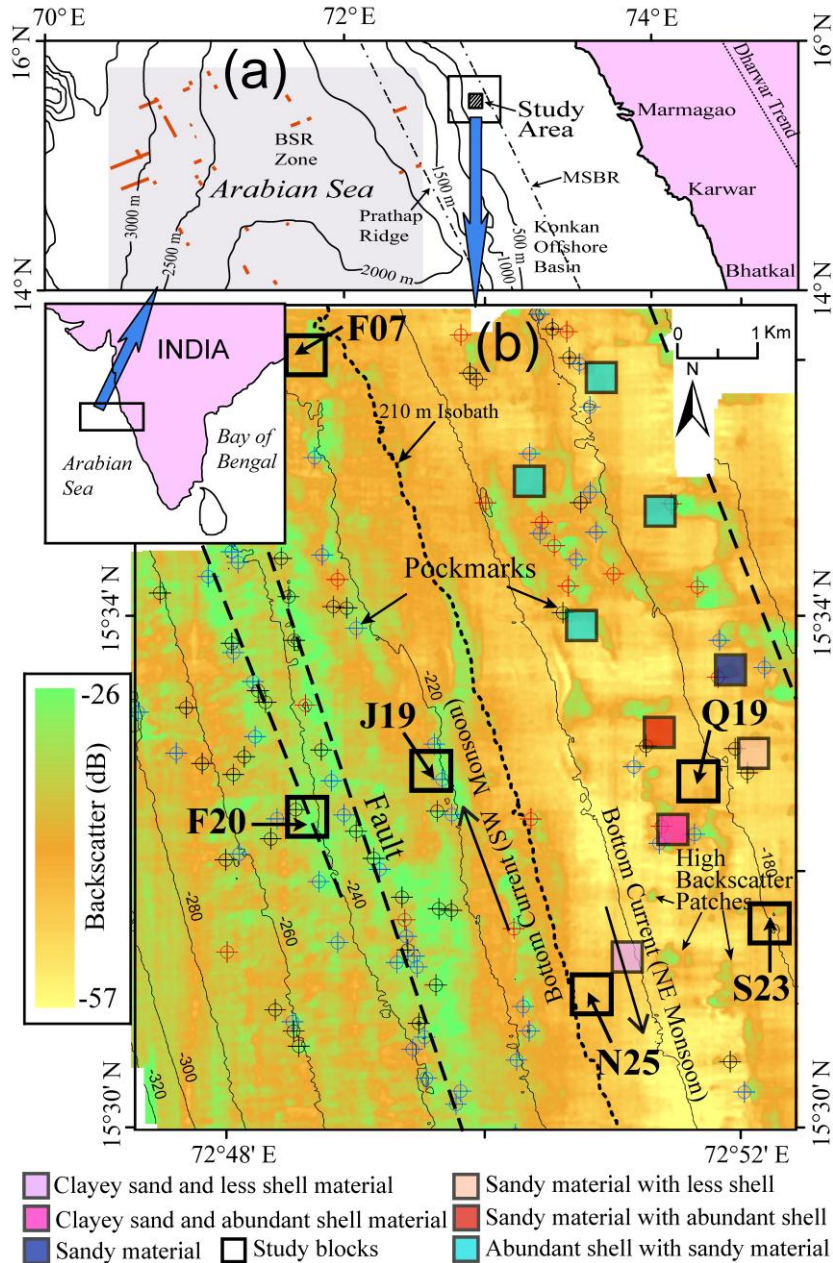 70° E
72° E
74° E
16° N
16° N
(a)
Study
Area
Marmagao
Dharwar Trend
BSR
Zone
Arabian Sea
MSBR
Karwar
3000 m
2500 m
Prathap
Ridge
1500 m
2000 m
1000
500 m
Konkan
Offshore
Basin
Bhatkal
14° N
14° N
INDIA
Arabian
Sea
Bay of
Bengal
F07
(b)
0
1 Km
N
210 m Isobath
Pockmarks
15°34' N
15°34' N
-26
Backscatter (dB)
-57
-220
J19
Q19
F20
Fault
Bottom Current (SW Monsoon)
Bottom Current (NE Monsoon)
High
Backscatter
Patches
-180
-240
-260
-280
-300
-320
S23
N25
15°30' N
15°30' N
72°48' E
72°52' E
Clayey sand and less shell material
Sandy material with less shell
Clayey sand and abundant shell material
Sandy material with abundant shell
Sandy material
Study blocks
Abundant shell with sandy material